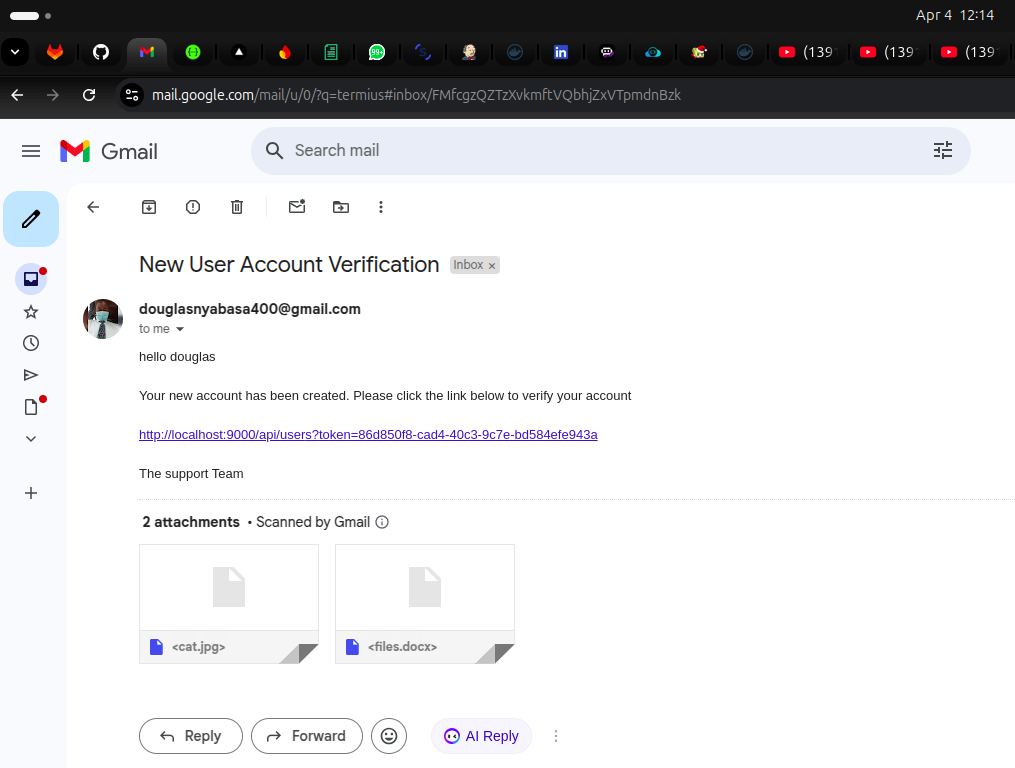 Apr 4 12:14
99+
in
(139
(139
(139
mail.google.com/mail/u/0/?q=termius#inbox/FMfcgzQZTzXvkmftVQbhjZxVTpmdnBzk
Gmail
Search mail
New User Account Verification
Inbox ×
douglasnyabasa400@gmail.com
to me
hello douglas
Your new account has been created. Please click the link below to verify your account
http://localhost:9000/api/users?token=86d850f8-cad4-40c3-9c7e-bd584efe943a
The support Team
2 attachments • Scanned by Gmail
<cat.jpg>
<files.docx>
Reply
Forward
AI Reply